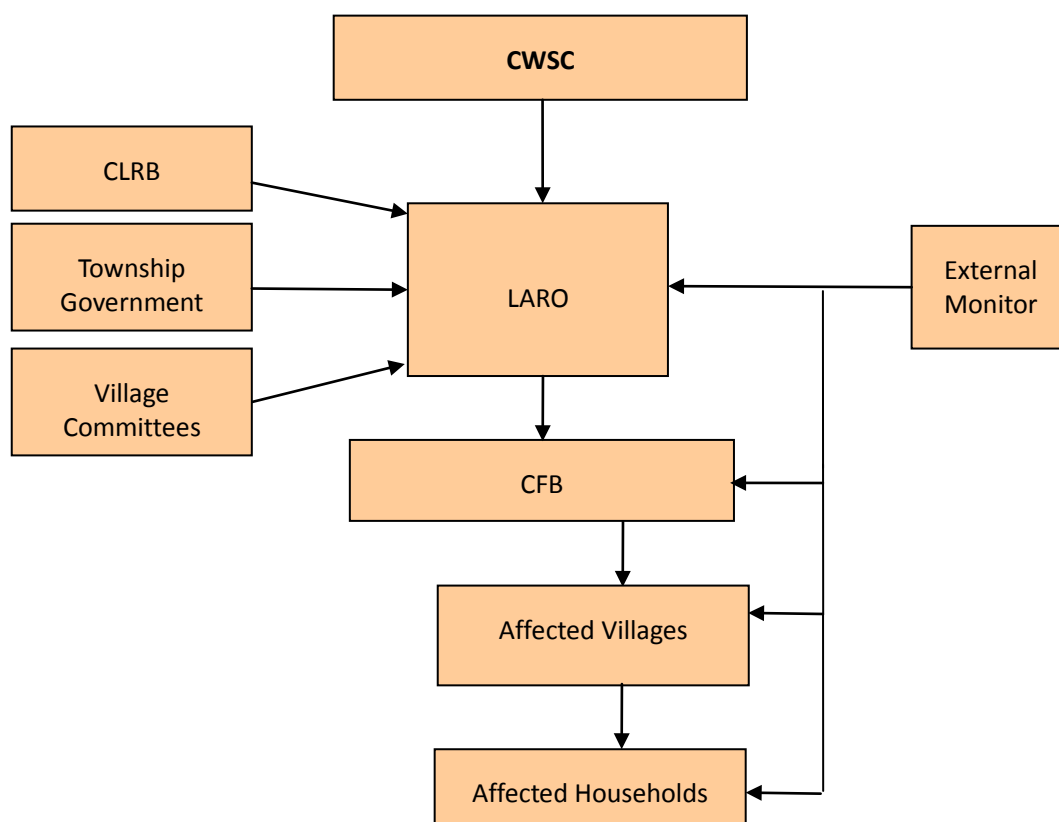 CWSC
CLRB
Township
Government
Village
Committees
LARO
External
Monitor
CFB
Affected Villages
Affected Households